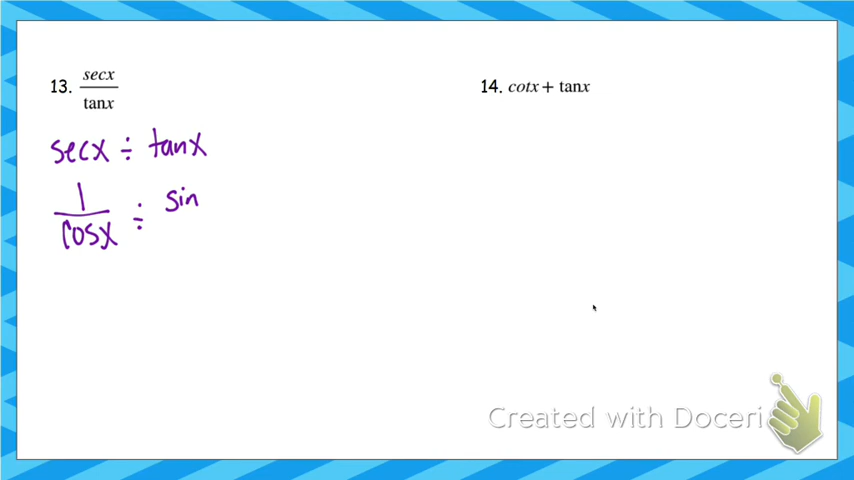 13. secx
tanx
secx ÷ tanx
1
cosx ÷ sin
14. cotx + tanx
Created with Doceri